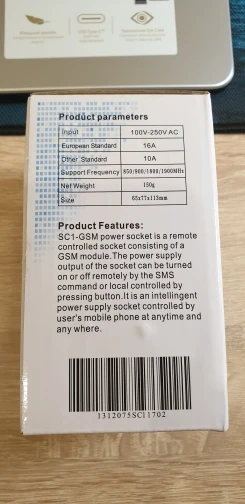 Product parameters
Input 100V-250V AC
European Standard 16A
Other Standard 10A
Support Frequency 850/900/1800/1900MHz
Net Weight 150g
Size 65x77x113mm
Product Features:
SC1-GSM power socket is a remote
controlled socket consisting of a
GSM module.The power supply
output of the socket can be turned
on or off remotely by the SMS
command or local controlled by
pressing button.It is an intellingent
power supply socket controlled by
user's mobile phone at anytime and
any where.
1312075SC11702